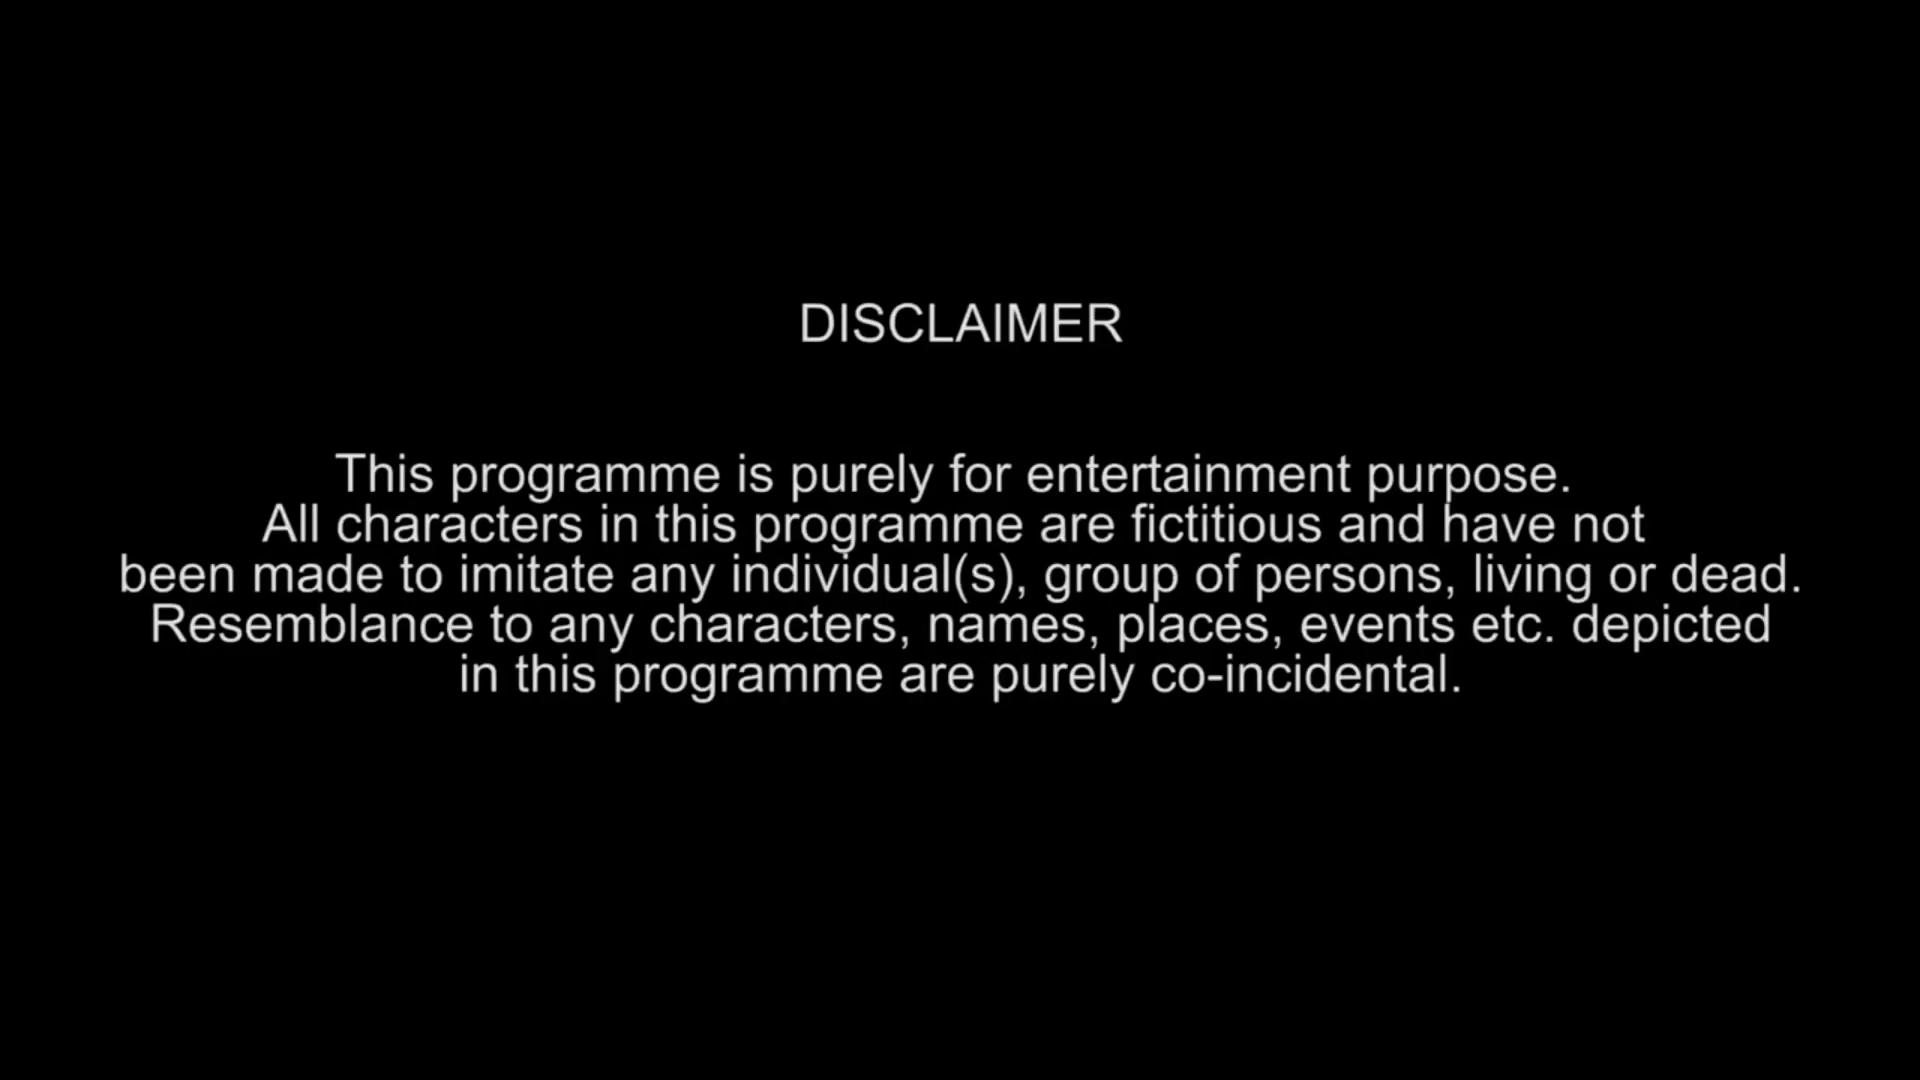 DISCLAIMER
This programme is purely for entertainment purpose.
All characters in this programme are fictitious and have not
been made to imitate any individual(s), group of persons, living or dead.
Resemblance to any characters, names, places, events etc. depicted
in this programme are purely co-incidental.